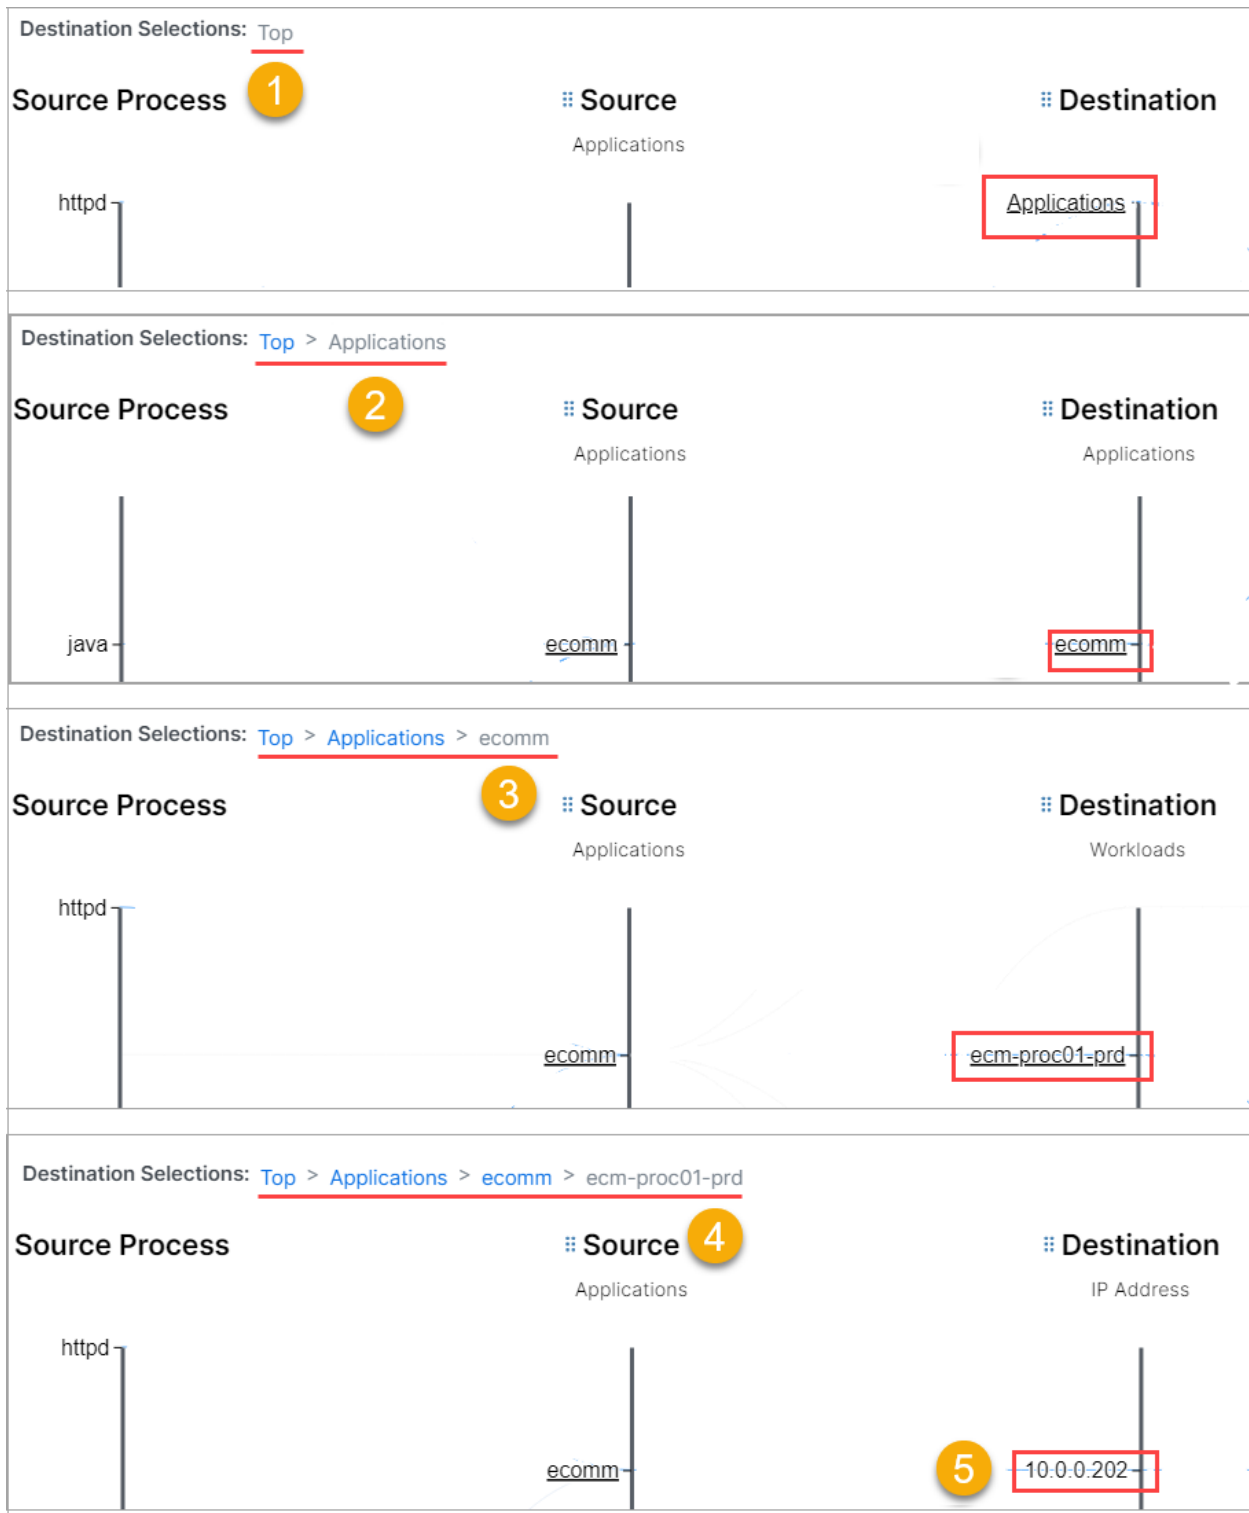 Destination Selections: Top
1
Source Process Source Destination
Applications
httpd Applications
Destination Selections: Top > Applications
2
Source Process Source Destination
Applications Applications
java ecomm ecomm
Destination Selections: Top > Applications > ecomm
3
Source Process Source Destination
Applications Workloads
httpd
ecomm ecm-proc01-prd
Destination Selections: Top > Applications > ecomm > ecm-proc01-prd
Source Process Source 4 Destination
Applications IP Address
httpd
ecomm 5 10.0.0.202